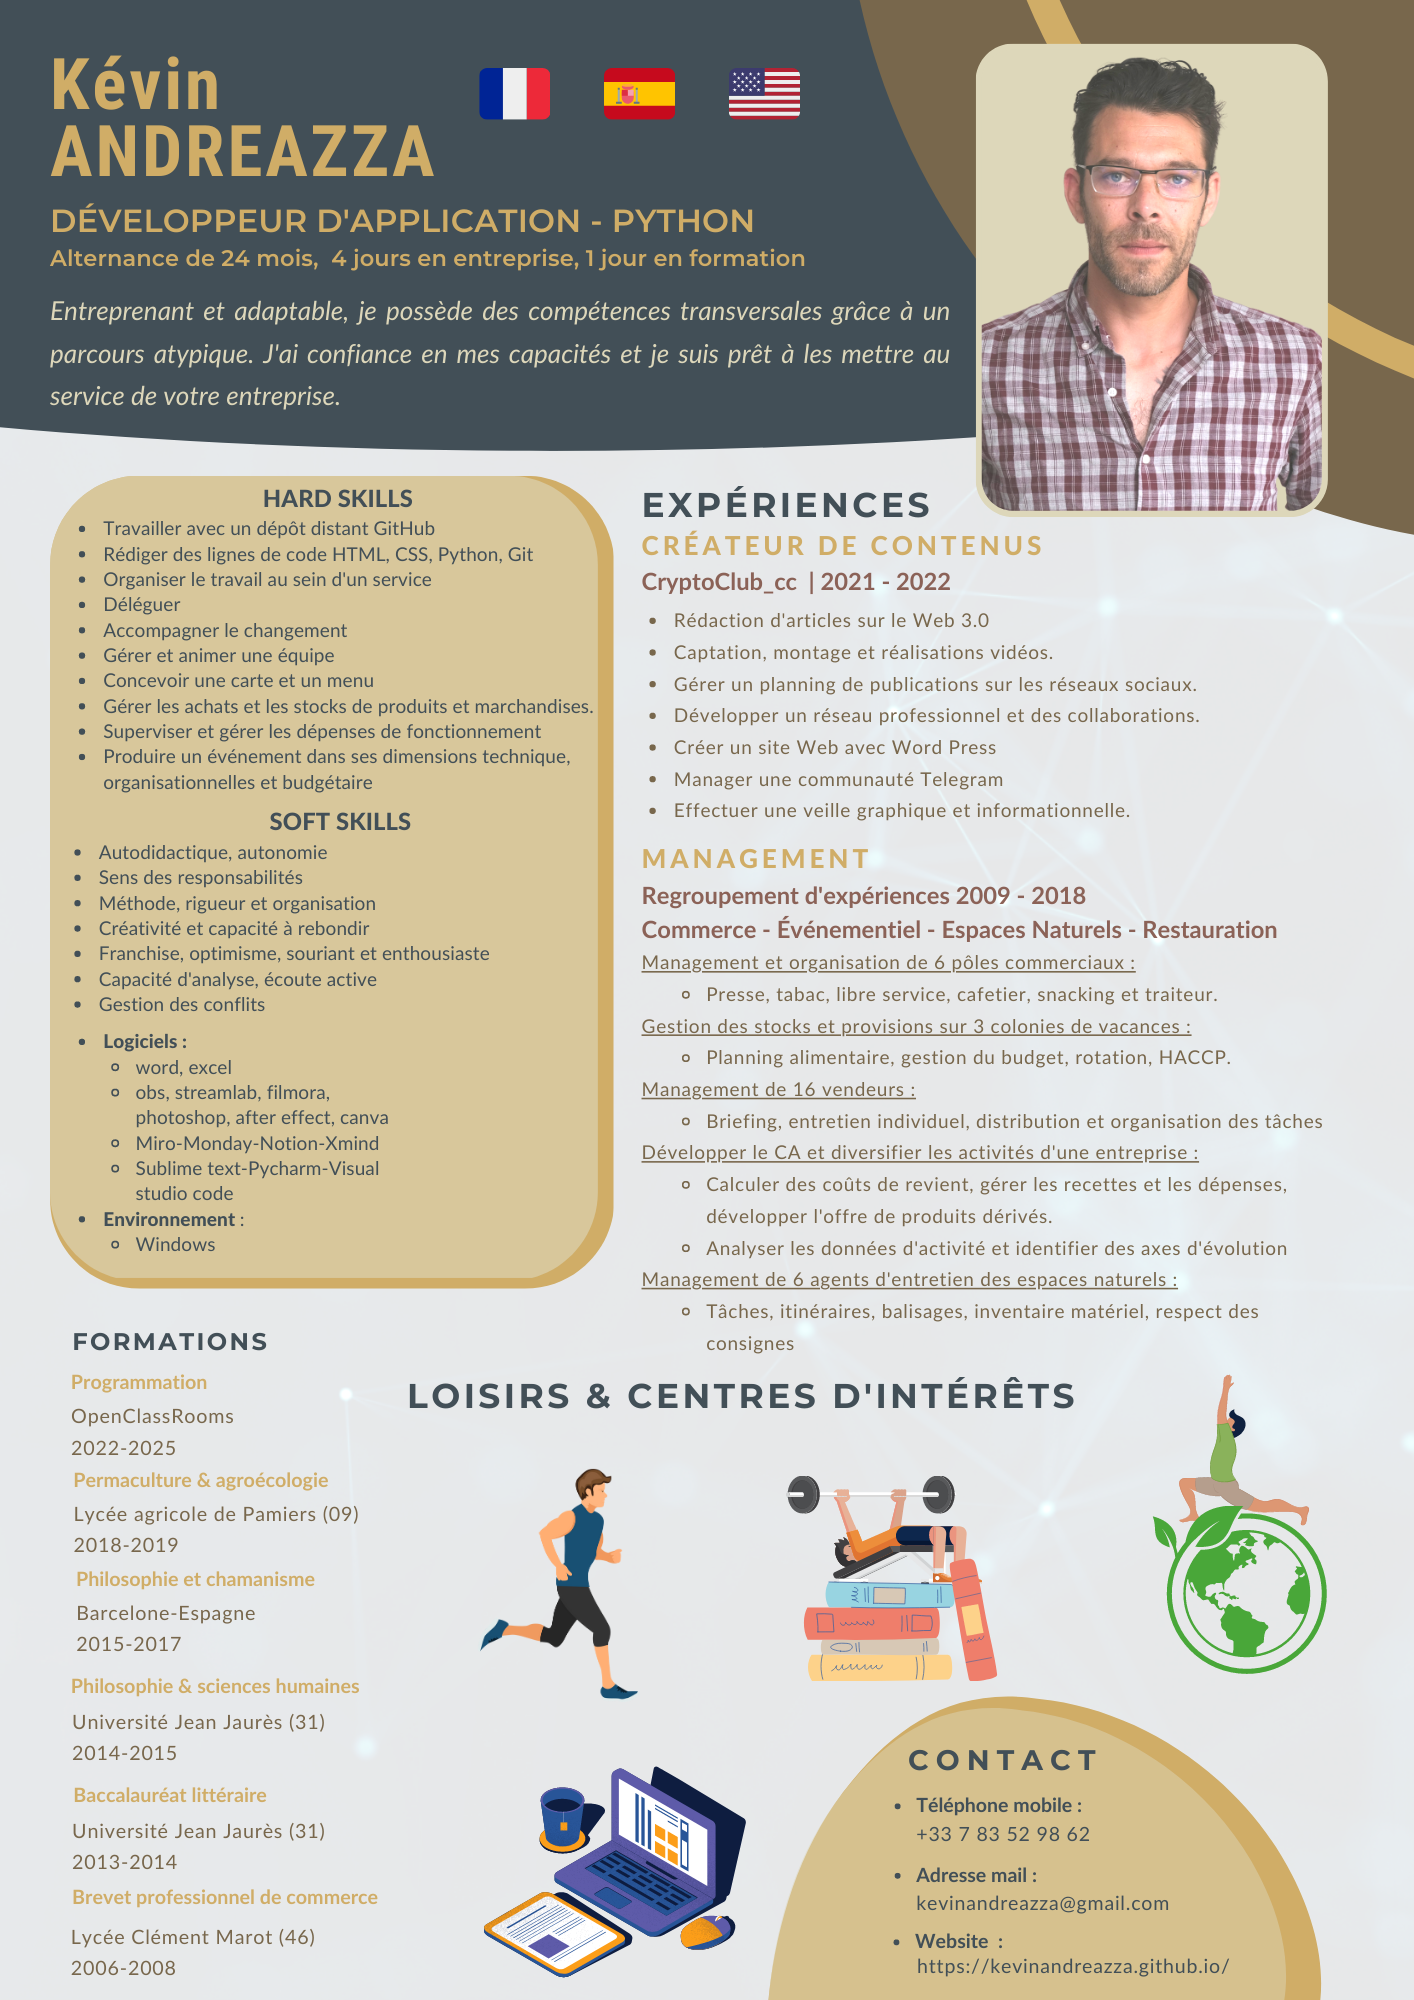 Kévin
ANDREAZZA
DÉVELOPPEUR D'APPLICATION - PYTHON
Alternance de 24 mois, 4 jours en entreprise, 1 jour en formation
Entreprenant et adaptable, je possède des compétences transversales grâce à un
parcours atypique. J'ai confiance en mes capacités et je suis prêt à les mettre au
service de votre entreprise.
HARD SKILLS
• Travailler avec un dépôt distant GitHub
• Rédiger des lignes de code HTML, CSS, Python, Git
• Organiser le travail au sein d'un service
• Déléguer
• Accompagner le changement
• Gérer et animer une équipe
• Concevoir une carte et un menu
• Gérer les achats et les stocks de produits et marchandises.
• Superviser et gérer les dépenses de fonctionnement
• Produire un événement dans ses dimensions technique,
organisationnelles et budgétaire
SOFT SKILLS
• Autodidactique, autonomie
• Sens des responsabilités
• Méthode, rigueur et organisation
• Créativité et capacité à rebondir
• Franchise, optimisme, souriant et enthousiaste
• Capacité d'analyse, écoute active
• Gestion des conflits
• Logiciels :
◦ word, excel
◦ obs, streamlab, filmora,
photoshop, after effect, canva
◦ Miro-Monday-Notion-Xmind
◦ Sublime text-Pycharm-Visual
studio code
• Environnement :
◦ Windows
EXPÉRIENCES
CRÉATEUR DE CONTENUS
CryptoClub_cc | 2021 - 2022
• Rédaction d'articles sur le Web 3.0
• Captation, montage et réalisations vidéos.
• Gérer un planning de publications sur les réseaux sociaux.
• Développer un réseau professionnel et des collaborations.
• Créer un site Web avec Word Press
• Manager une communauté Telegram
• Effectuer une veille graphique et informationnelle.
MANAGEMENT
Regroupement d'expériences 2009 - 2018
Commerce - Événementiel - Espaces Naturels - Restauration
Management et organisation de 6 pôles commerciaux :
◦ Presse, tabac, libre service, cafetier, snacking et traiteur.
Gestion des stocks et provisions sur 3 colonies de vacances :
◦ Planning alimentaire, gestion du budget, rotation, HACCP.
Management de 16 vendeurs :
◦ Briefing, entretien individuel, distribution et organisation des tâches
Développer le CA et diversifier les activités d'une entreprise :
◦ Calculer des coûts de revient, gérer les recettes et les dépenses,
développer l'offre de produits dérivés.
◦ Analyser les données d'activité et identifier des axes d'évolution
Management de 6 agents d'entretien des espaces naturels :
◦ Tâches, itinéraires, balisages, inventaire matériel, respect des
consignes
FORMATIONS
Programmation
OpenClassRooms
2022-2025
Permaculture & agroécologie
Lycée agricole de Pamiers (09)
2018-2019
Philosophie et chamanisme
Barcelone-Espagne
2015-2017
Philosophie & sciences humaines
Université Jean Jaurès (31)
2014-2015
Baccalauréat littéraire
Université Jean Jaurès (31)
2013-2014
Brevet professionnel de commerce
Lycée Clément Marot (46)
2006-2008
LOISIRS & CENTRES D'INTÉRÊTS
CONTACT
• Téléphone mobile :
+33 7 83 52 98 62
• Adresse mail :
kevinandreazza@gmail.com
• Website :
https://kevinandreazza.github.io/